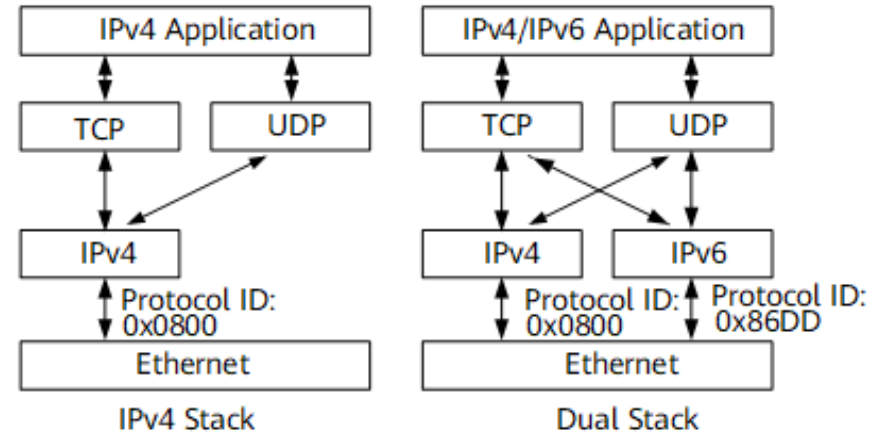 IPv4 Application
TCP
UDP
IPv4
Protocol ID:
0x0800
Ethernet
IPv4 Stack
IPv4/IPv6 Application
TCP
UDP
IPv4
IPv6
Protocol ID:
0x0800
Protocol ID:
0x86DD
Ethernet
Dual Stack